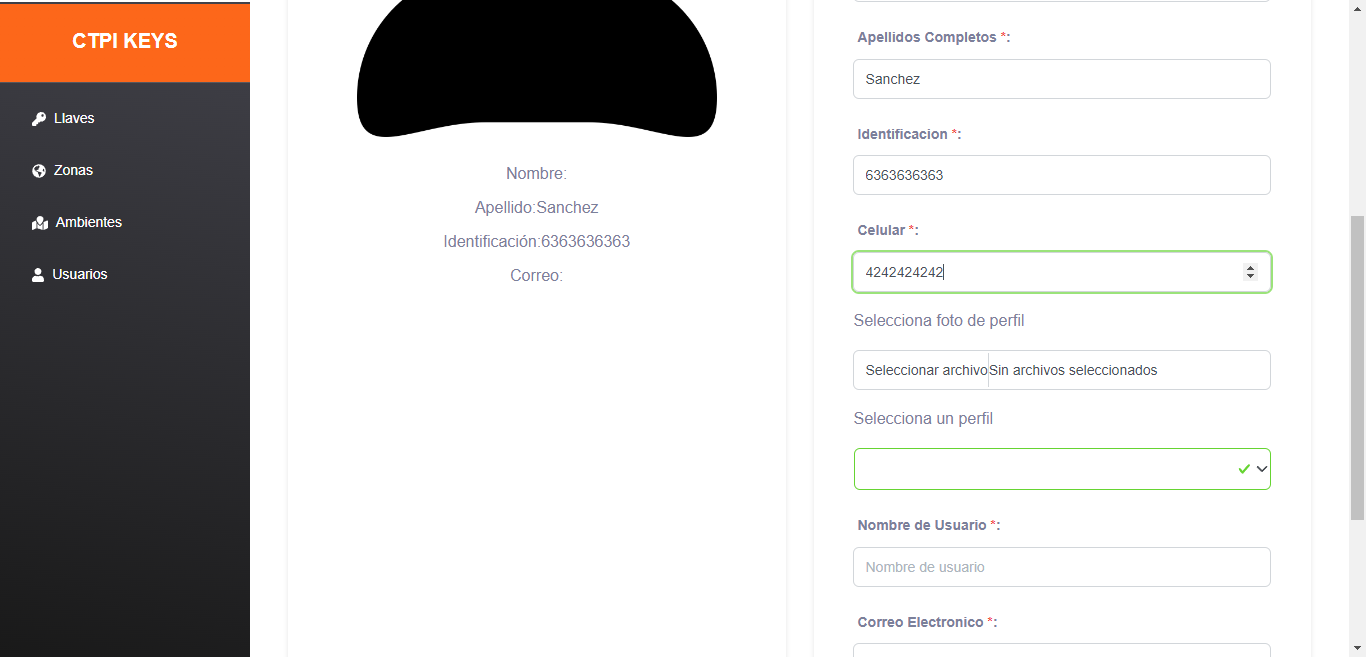 CTPI KEYS
Llaves
Zonas
Ambientes
Usuarios
Nombre:
Apellido:Sanchez
Identificación:6363636363
Correo:
Apellidos Completos *:
Sanchez
Identificacion *:
6363636363
Celular *:
4242424242
Selecciona foto de perfil
Seleccionar archivo Sin archivos seleccionados
Selecciona un perfil
Nombre de Usuario *:
Nombre de usuario
Correo Electronico *: